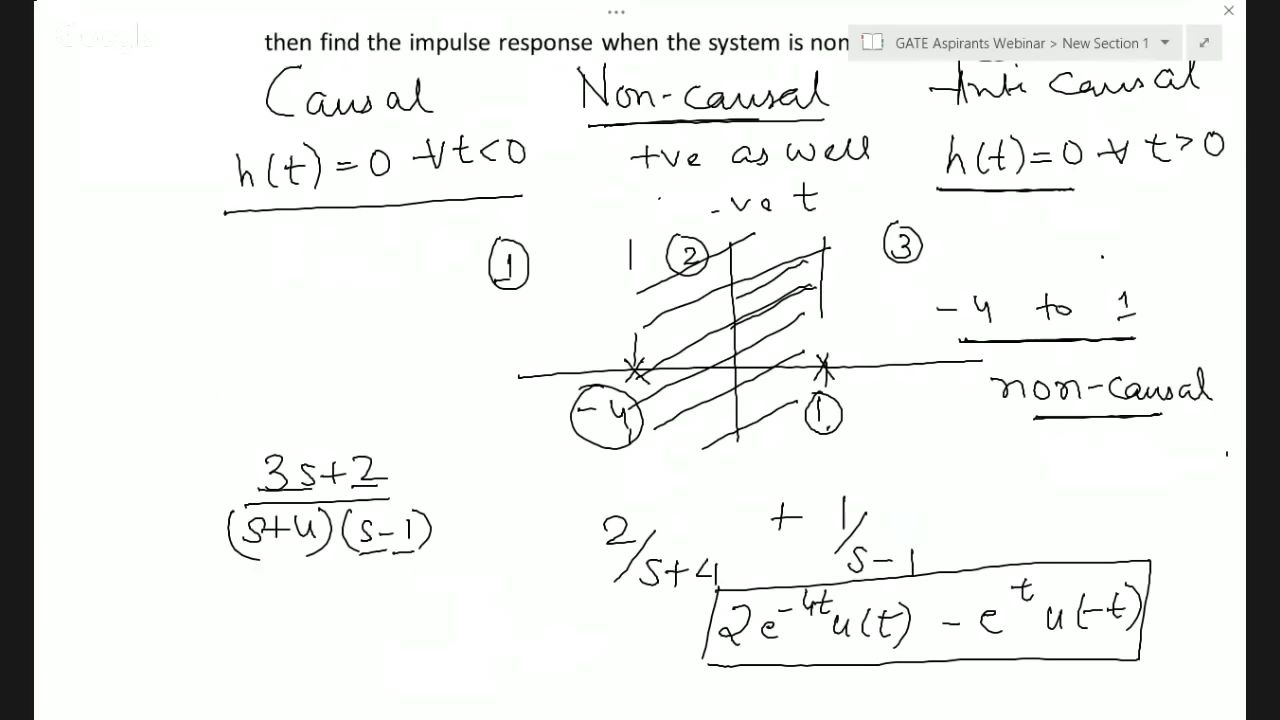 then find the impulse response when the system is non
GATE Aspirants Webinar > New Section 1
Causal
Non-causal
Anti causal
h(t) = 0 ∀t<0
+ve as well
-ve t
h(t)=0 ∀ t>0
1
2
3
-4 to 1
non-causal
-4
1
3s+2
(s+4)(s-1)
2/s+4 + 1/s-1
2e^-4t u(t) - e^t u(-t)